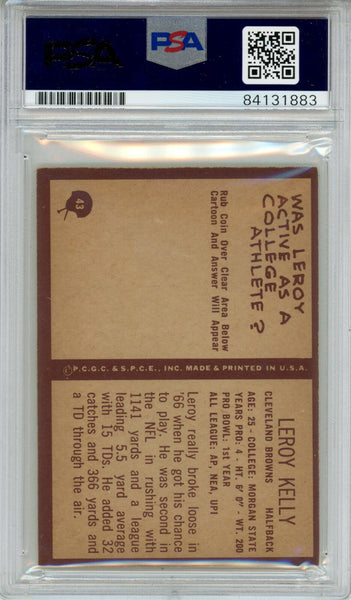 PSA
PSA
84131883
43
WAS LEROY
ACTIVE AS A
COLLEGE
ATHLETE?
Rub Coin Over Clear Area Below
Cartoon And Answer Will Appear
©P.C.G.C. & S.P.C.E., INC. MADE & PRINTED IN U.S.A.
LEROY KELLY
CLEVELAND BROWNS HALFBACK
AGE: 25 - COLLEGE: MORGAN STATE
YEARS PRO: 4 - HT. 6' 0" - WT. 200
PRO BOWL: 1st YEAR
ALL LEAGUE: AP, NEA, UPI
Leroy really broke loose in
'66 when he got his chance
to play. He was second in
the NFL in rushing with
1141 yards and a league
leading 5.5 yard average
with 15 TDs. He added 32
catches and 366 yards and
a TD through the air.